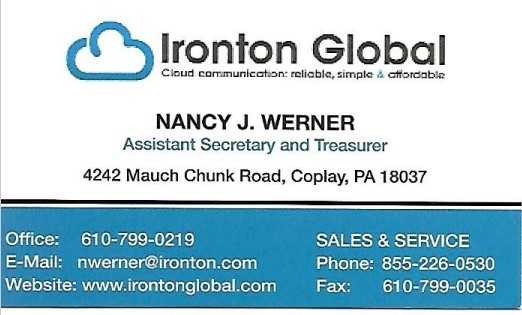 Ironton Global
Cloud communication: reliable, simple & affordable
NANCY J. WERNER
Assistant Secretary and Treasurer
4242 Mauch Chunk Road, Coplay, PA 18037
Office: 610-799-0219
E-Mail: nwerner@ironton.com
Website: www.irontonglobal.com
SALES & SERVICE
Phone: 855-226-0530
Fax: 610-799-0035